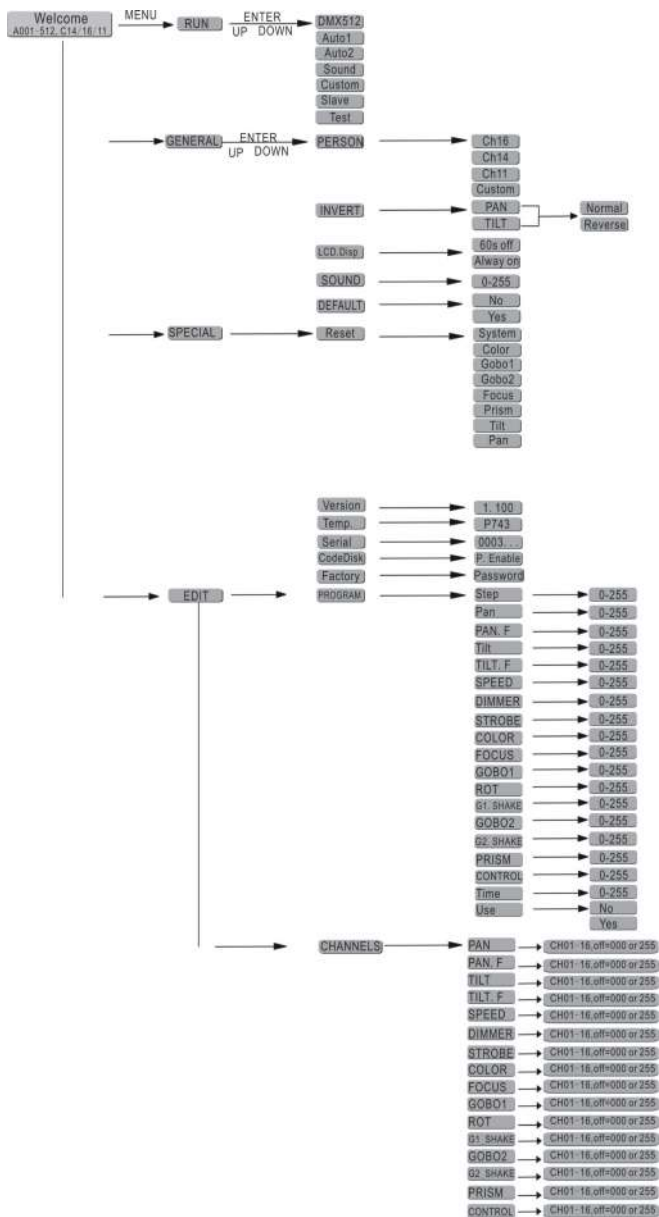 Welcome
A001-512, C14/16/11
MENU
RUN
ENTER
UP DOWN
DMX512
Auto1
Auto2
Sound
Custom
Slave
Test
GENERAL
ENTER
UP DOWN
PERSON
Ch16
Ch14
Ch11
Custom
INVERT
PAN
TILT
Normal
Reverse
LCD.Disp
60s off
Alway on
SOUND
0-255
DEFAULT
No
Yes
SPECIAL
Reset
System
Color
Gobo1
Gobo2
Focus
Prism
Tilt
Pan
Version
1. 100
Temp.
P743
Serial
0003...
CodeDisk
P. Enable
Factory
Password
EDIT
PROGRAM
Step 0-255
Pan 0-255
PAN. F 0-255
Tilt 0-255
TILT. F 0-255
SPEED 0-255
DIMMER 0-255
STROBE 0-255
COLOR 0-255
FOCUS 0-255
GOBO1 0-255
ROT 0-255
G1. SHAKE 0-255
GOBO2 0-255
G2. SHAKE 0-255
PRISM 0-255
CONTROL 0-255
Time 0-255
Use No
Yes
CHANNELS
PAN CH01-16,off=000 or 255
PAN. F CH01-16,off=000 or 255
TILT CH01-16,off=000 or 255
TILT. F CH01-16,off=000 or 255
SPEED CH01-16,off=000 or 255
DIMMER CH01-16,off=000 or 255
STROBE CH01-16,off=000 or 255
COLOR CH01-16,off=000 or 255
FOCUS CH01-16,off=000 or 255
GOBO1 CH01-16,off=000 or 255
ROT CH01-16,off=000 or 255
G1. SHAKE CH01-16,off=000 or 255
GOBO2 CH01-16,off=000 or 255
G2. SHAKE CH01-16,off=000 or 255
PRISM CH01-16,off=000 or 255
CONTROL CH01-16,off=000 or 255